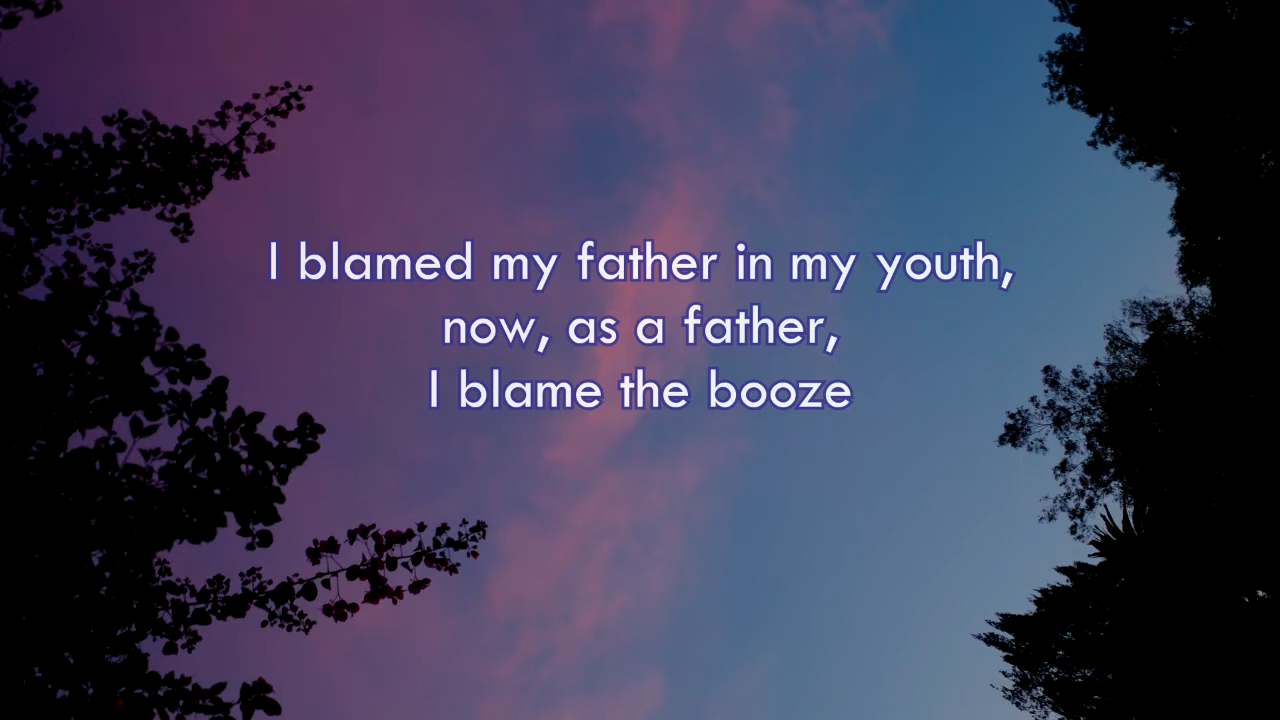 I blamed my father in my youth,
now, as a father,
I blame the booze